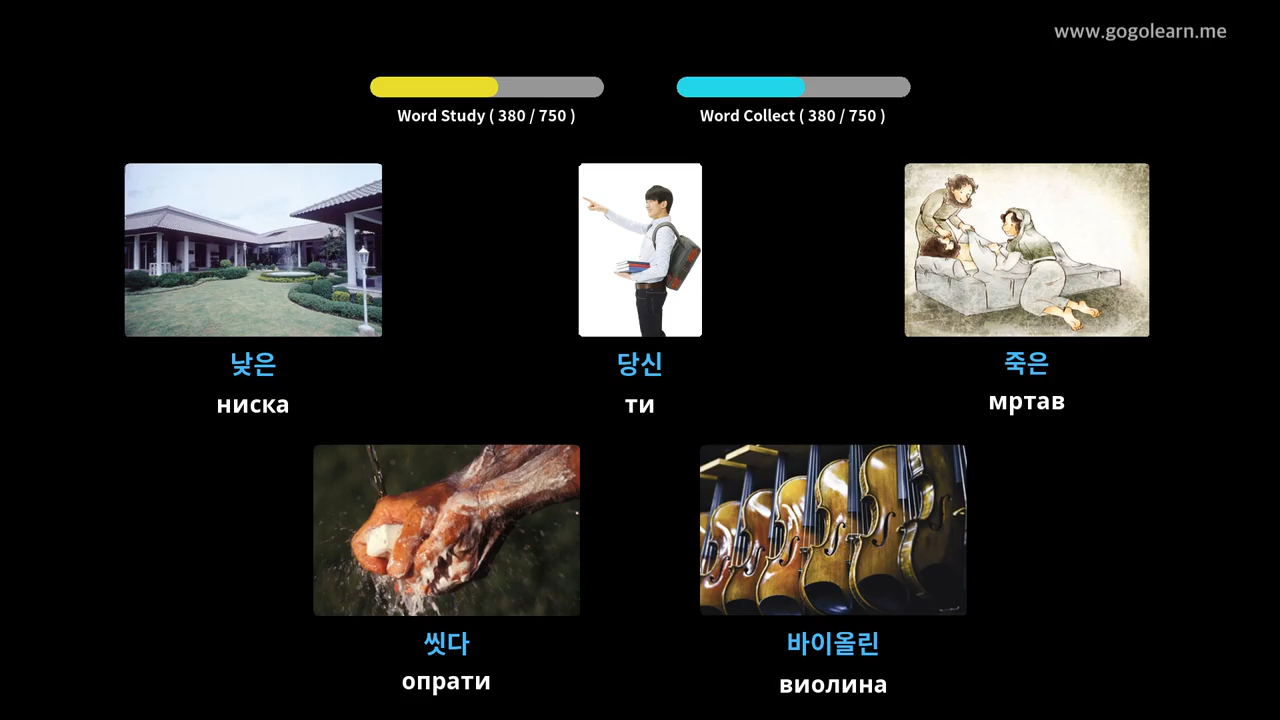 www.gogolearn.me
Word Study ( 380 / 750 )
Word Collect ( 380 / 750 )
낮은
ниска
당신
ти
죽은
мртав
씻다
опрати
바이올린
виолина